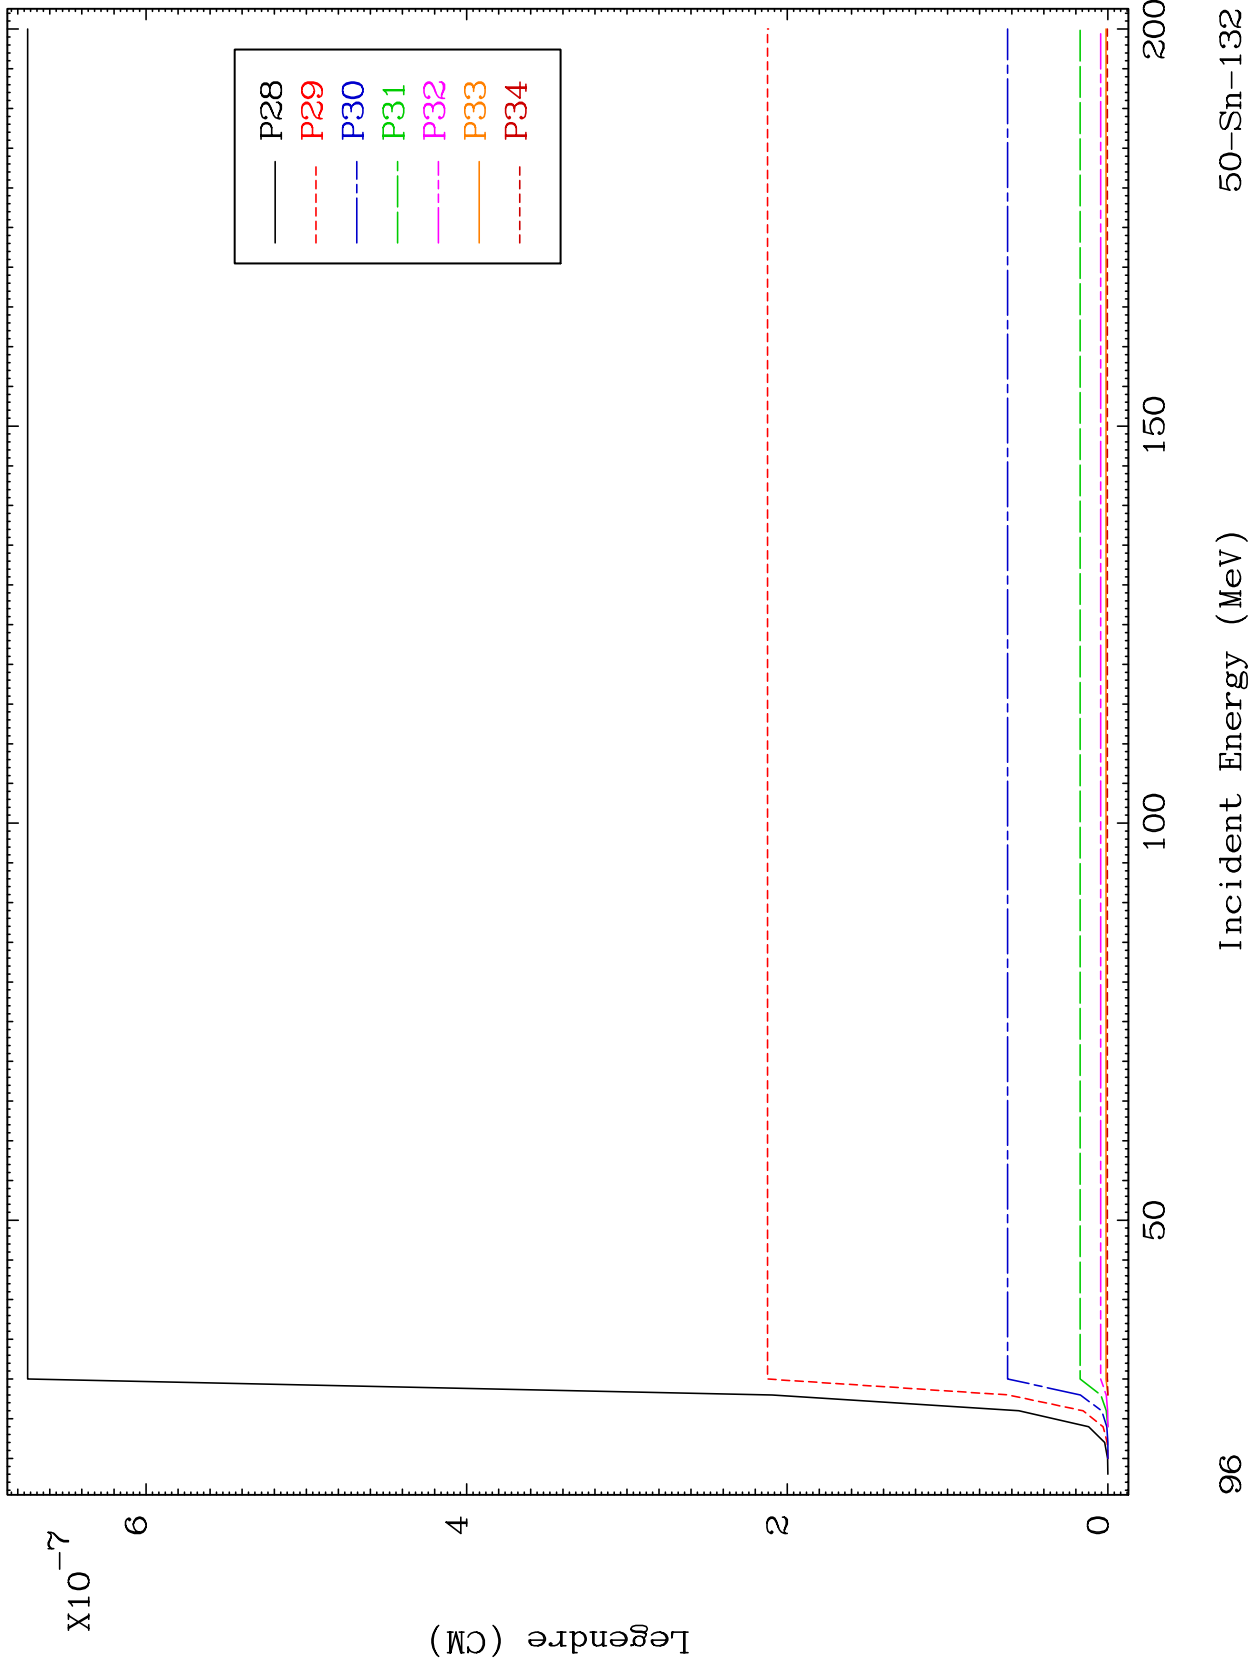 X10-7
6
4
2
0
Legendre (CM)
P28
P29
P30
P31
P32
P33
P34
50
100
150
200
96
Incident Energy (MeV)
50-Sn-132